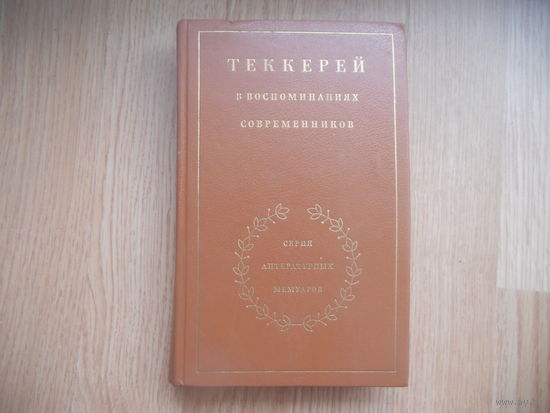 ТЕККЕРЕЙ
В ВОСПОМИНАНИЯХ
СОВРЕМЕННИКОВ
СЕРИЯ
ЛИТЕРАТУРНЫХ
МЕМУАРОВ